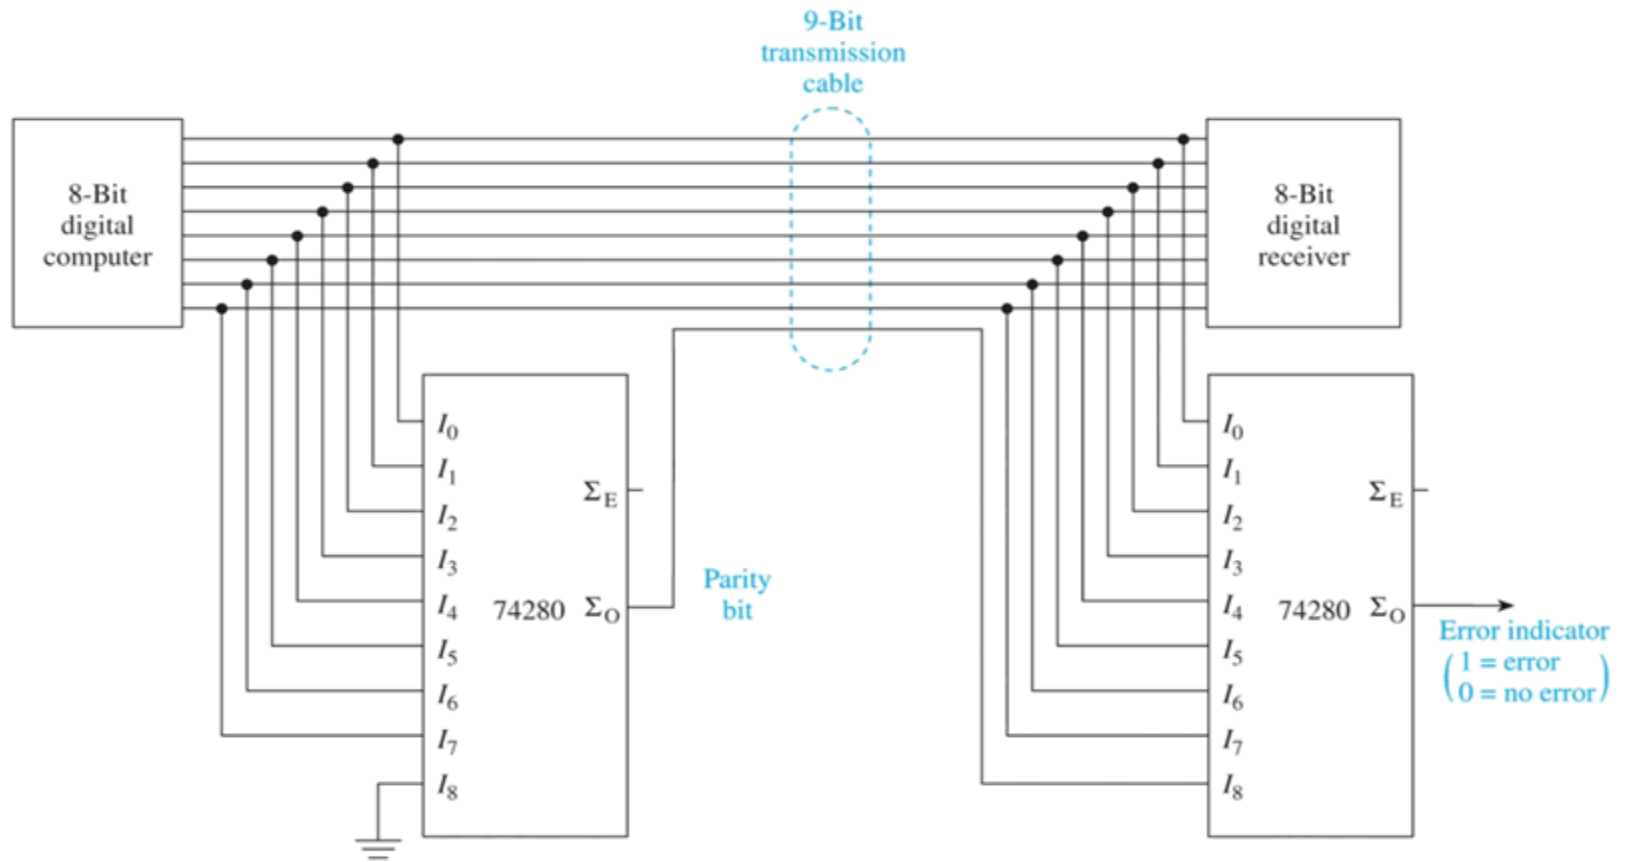 9-Bit
transmission
cable
8-Bit
digital
computer
8-Bit
digital
receiver
I0
I1
I2
I3
I4
I5
I6
I7
I8
ΣE
74280 ΣO
Parity
bit
I0
I1
I2
I3
I4
I5
I6
I7
I8
ΣE
74280 ΣO
Error indicator
(1 = error
0 = no error)